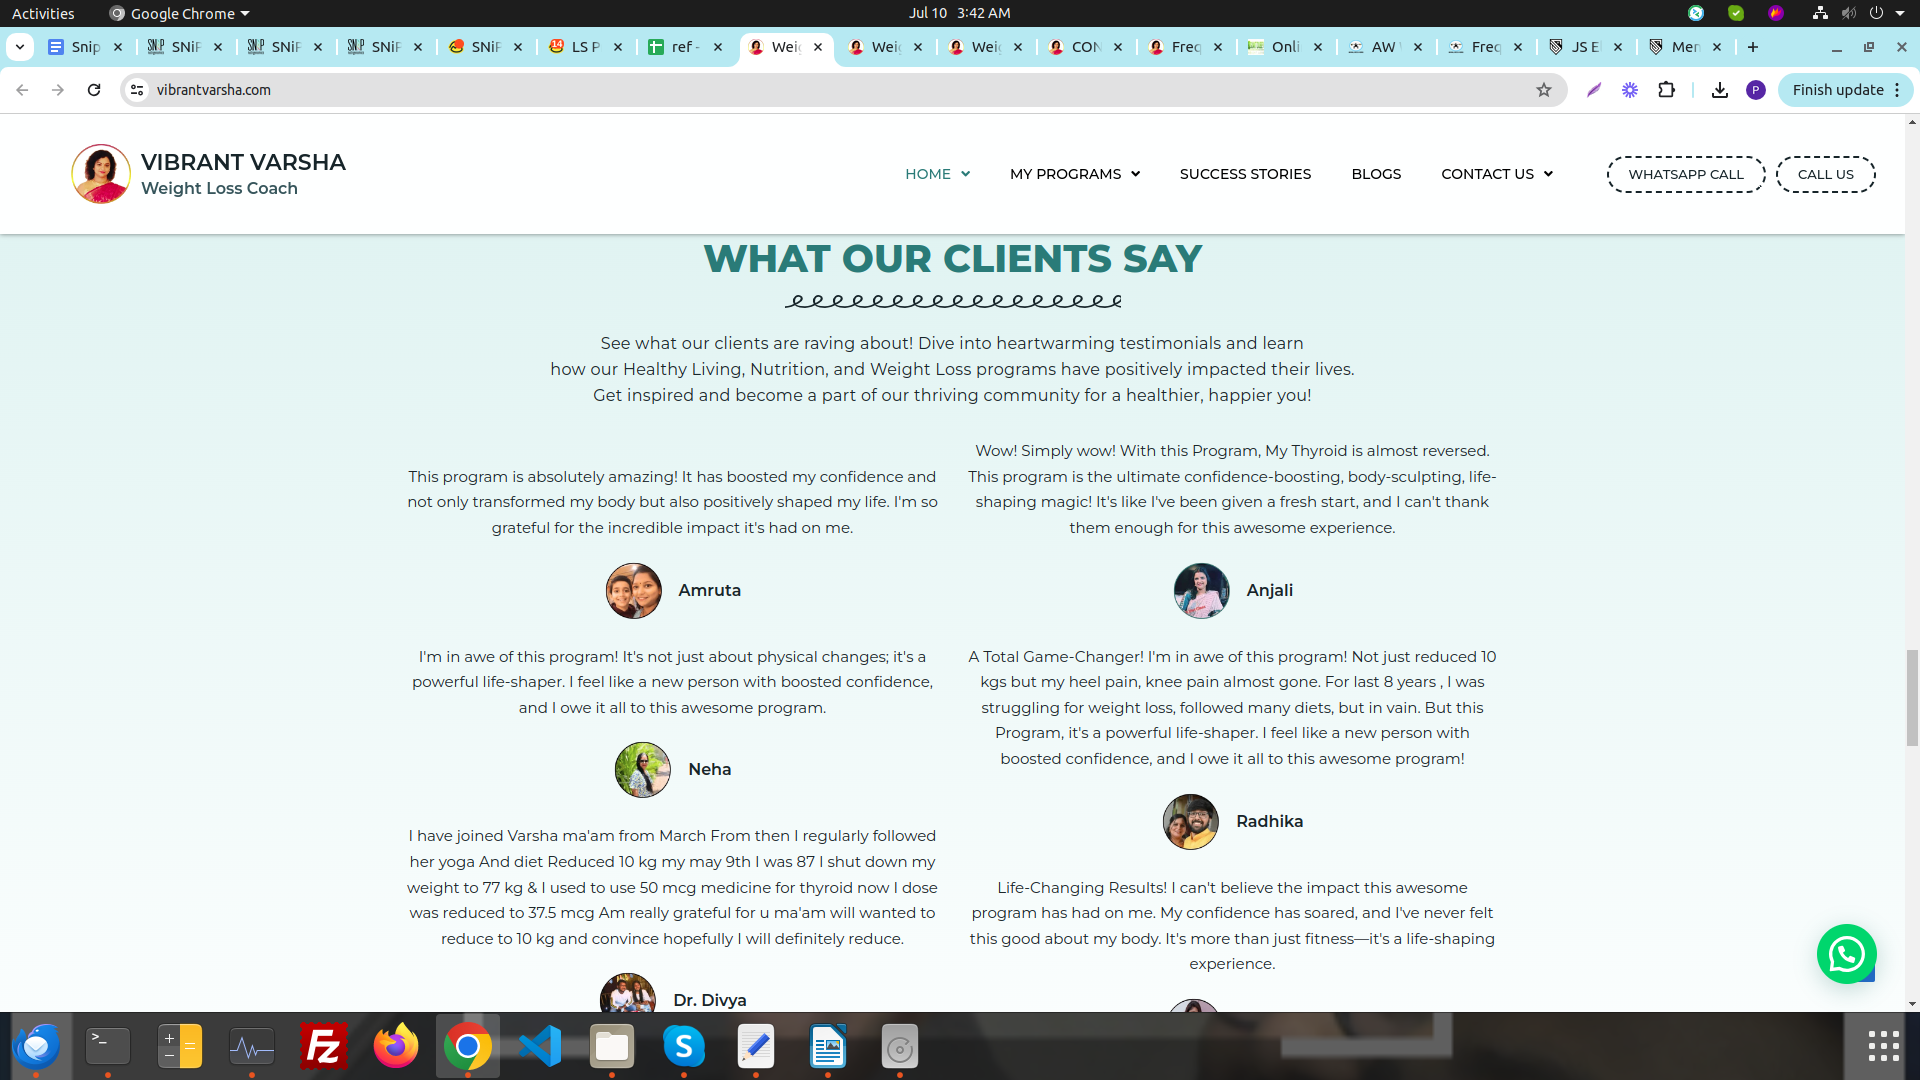 Activities
Google Chrome
Jul 10 3:42 AM
Snip
SNiP
SNiP
SNiP
SNiP
LS P
ref -
Weig
Weig
Weig
CON
Freq
Onli
AW
Freq
JS E
Mem
vibrantvarsha.com
P
Finish update
VIBRANT VARSHA
Weight Loss Coach
HOME
MY PROGRAMS
SUCCESS STORIES
BLOGS
CONTACT US
WHATSAPP CALL
CALL US
WHAT OUR CLIENTS SAY
See what our clients are raving about! Dive into heartwarming testimonials and learn
how our Healthy Living, Nutrition, and Weight Loss programs have positively impacted their lives.
Get inspired and become a part of our thriving community for a healthier, happier you!
This program is absolutely amazing! It has boosted my confidence and
not only transformed my body but also positively shaped my life. I'm so
grateful for the incredible impact it's had on me.
Amruta
I'm in awe of this program! It's not just about physical changes; it's a
powerful life-shaper. I feel like a new person with boosted confidence,
and I owe it all to this awesome program.
Neha
I have joined Varsha ma'am from March From then I regularly followed
her yoga And diet Reduced 10 kg my may 9th I was 87 I shut down my
weight to 77 kg & I used to use 50 mcg medicine for thyroid now I dose
was reduced to 37.5 mcg Am really grateful for u ma'am will wanted to
reduce to 10 kg and convince hopefully I will definitely reduce.
Dr. Divya
Wow! Simply wow! With this Program, My Thyroid is almost reversed.
This program is the ultimate confidence-boosting, body-sculpting, life-
shaping magic! It's like I've been given a fresh start, and I can't thank
them enough for this awesome experience.
Anjali
A Total Game-Changer! I'm in awe of this program! Not just reduced 10
kgs but my heel pain, knee pain almost gone. For last 8 years , I was
struggling for weight loss, followed many diets, but in vain. But this
Program, it's a powerful life-shaper. I feel like a new person with
boosted confidence, and I owe it all to this awesome program!
Radhika
Life-Changing Results! I can't believe the impact this awesome
program has had on me. My confidence has soared, and I've never felt
this good about my body. It's more than just fitness—it's a life-shaping
experience.